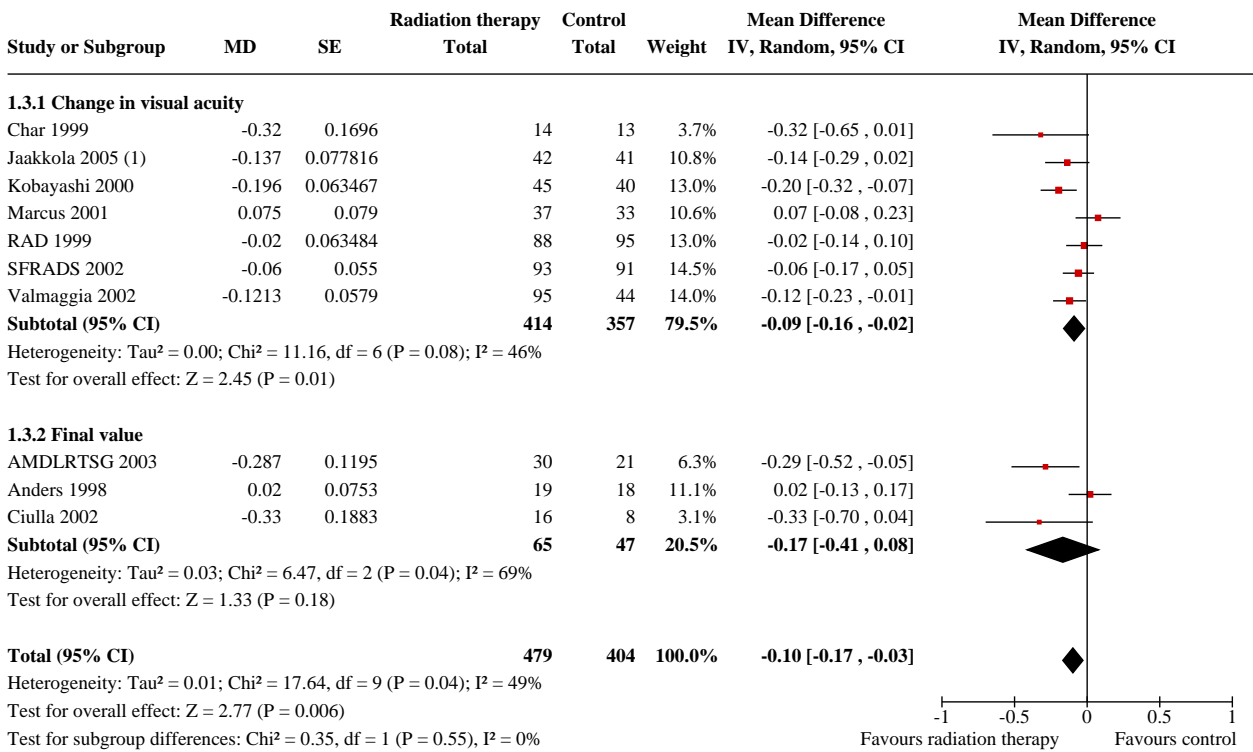 Radiation therapy Control Mean Difference Mean Difference
Study or Subgroup MD SE Total Total Weight IV, Random, 95% CI IV, Random, 95% CI
1.3.1 Change in visual acuity
Char 1999 -0.32 0.1696 14 13 3.7% -0.32 [-0.65 , 0.01]
Jaakkola 2005 (1) -0.137 0.077816 42 41 10.8% -0.14 [-0.29 , 0.02]
Kobayashi 2000 -0.196 0.063467 45 40 13.0% -0.20 [-0.32 , -0.07]
Marcus 2001 0.075 0.079 37 33 10.6% 0.07 [-0.08 , 0.23]
RAD 1999 -0.02 0.063484 88 95 13.0% -0.02 [-0.14 , 0.10]
SFRADS 2002 -0.06 0.055 93 91 14.5% -0.06 [-0.17 , 0.05]
Valmaggia 2002 -0.1213 0.0579 95 44 14.0% -0.12 [-0.23 , -0.01]
Subtotal (95% CI) 414 357 79.5% -0.09 [-0.16 , -0.02]
Heterogeneity: Tau² = 0.00; Chi² = 11.16, df = 6 (P = 0.08); I² = 46%
Test for overall effect: Z = 2.45 (P = 0.01)
1.3.2 Final value
AMDLRTSG 2003 -0.287 0.1195 30 21 6.3% -0.29 [-0.52 , -0.05]
Anders 1998 0.02 0.0753 19 18 11.1% 0.02 [-0.13 , 0.17]
Ciulla 2002 -0.33 0.1883 16 8 3.1% -0.33 [-0.70 , 0.04]
Subtotal (95% CI) 65 47 20.5% -0.17 [-0.41 , 0.08]
Heterogeneity: Tau² = 0.03; Chi² = 6.47, df = 2 (P = 0.04); I² = 69%
Test for overall effect: Z = 1.33 (P = 0.18)
Total (95% CI) 479 404 100.0% -0.10 [-0.17 , -0.03]
Heterogeneity: Tau² = 0.01; Chi² = 17.64, df = 9 (P = 0.04); I² = 49%
Test for overall effect: Z = 2.77 (P = 0.006)
-1 -0.5 0 0.5 1
Test for subgroup differences: Chi² = 0.35, df = 1 (P = 0.55), I² = 0%
Favours radiation therapy Favours control